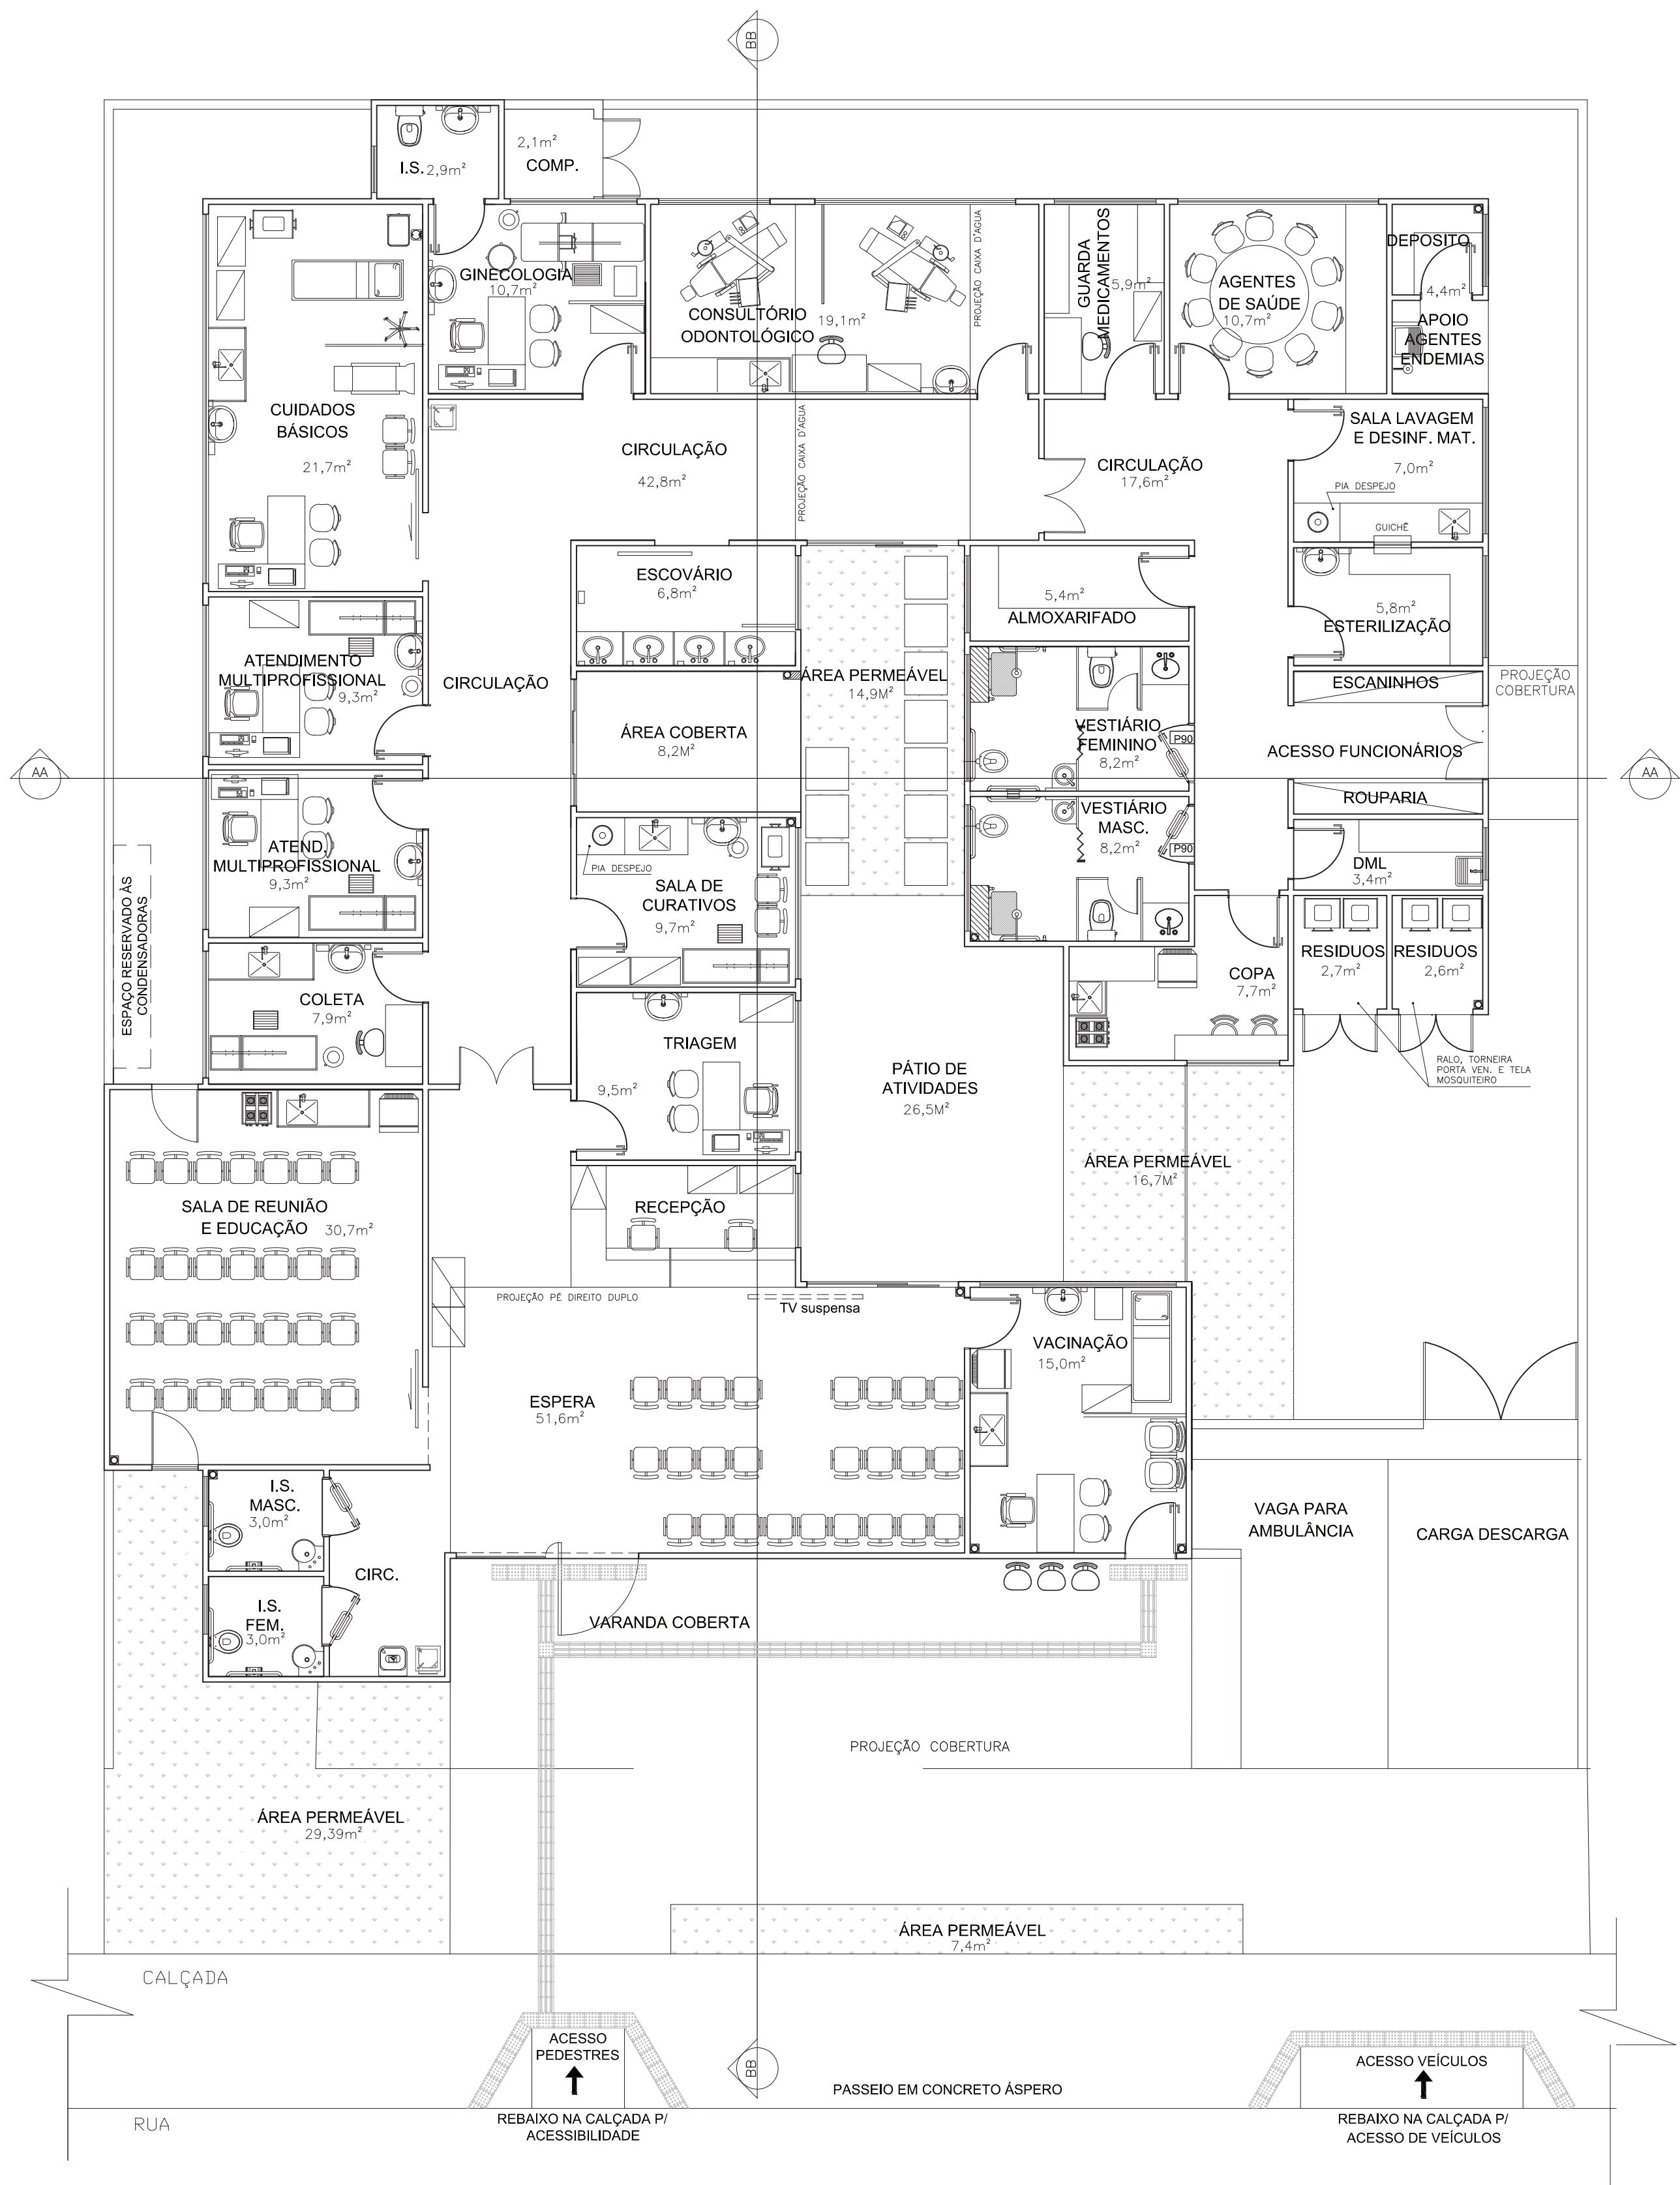 BB
I.S. 2,9m²
2,1m²
COMP.
GINECOLOGIA
10,7m²
CONSULTÓRIO
ODONTOLÓGICO
19,1m²
PROJEÇÃO CAIXA D'AGUA
GUARDA
MEDICAMENTOS
5,9m²
AGENTES
DE SAÚDE
10,7m²
DEPOSITO
4,4m²
APOIO
AGENTES
ENDEMIAS
CUIDADOS
BÁSICOS
21,7m²
CIRCULAÇÃO
42,8m²
PROJEÇÃO CAIXA D'AGUA
CIRCULAÇÃO
17,6m²
SALA LAVAGEM
E DESINF. MAT.
7,0m²
PIA DESPEJO
GUICHÊ
ESCOVÁRIO
6,8m²
5,4m²
ALMOXARIFADO
5,8m²
ESTERILIZAÇÃO
ATENDIMENTO
MULTIPROFISSIONAL
9,3m²
CIRCULAÇÃO
ÁREA PERMEÁVEL
14,9M²
ESCANINHOS
PROJEÇÃO
COBERTURA
ÁREA COBERTA
8,2M²
VESTIÁRIO
FEMININO
8,2m²
P90
ACESSO FUNCIONÁRIOS
AA
AA
ROUPARIA
VESTIÁRIO
MASC.
8,2m²
P90
ATEND.
MULTIPROFISSIONAL
9,3m²
PIA DESPEJO
SALA DE
CURATIVOS
9,7m²
DML
3,4m²
ESPAÇO RESERVADO ÀS
CONDENSADORAS
RESIDUOS
2,7m²
RESIDUOS
2,6m²
COPA
7,7m²
COLETA
7,9m²
TRIAGEM
9,5m²
PÁTIO DE
ATIVIDADES
26,5M²
RALO, TORNEIRA
PORTA VEN. E TELA
MOSQUITEIRO
ÁREA PERMEÁVEL
16,7M²
SALA DE REUNIÃO
E EDUCAÇÃO 30,7m²
RECEPÇÃO
PROJEÇÃO PÉ DIREITO DUPLO
TV suspensa
VACINAÇÃO
15,0m²
ESPERA
51,6m²
I.S.
MASC.
3,0m²
VAGA PARA
AMBULÂNCIA
CARGA DESCARGA
CIRC.
I.S.
FEM.
3,0m²
VARANDA COBERTA
PROJEÇÃO COBERTURA
ÁREA PERMEÁVEL
29,39m²
ÁREA PERMEÁVEL
7,4m²
CALÇADA
ACESSO
PEDESTRES
BB
PASSEIO EM CONCRETO ÁSPERO
ACESSO VEÍCULOS
RUA
REBAIXO NA CALÇADA P/
ACESSIBILIDADE
REBAIXO NA CALÇADA P/
ACESSO DE VEÍCULOS